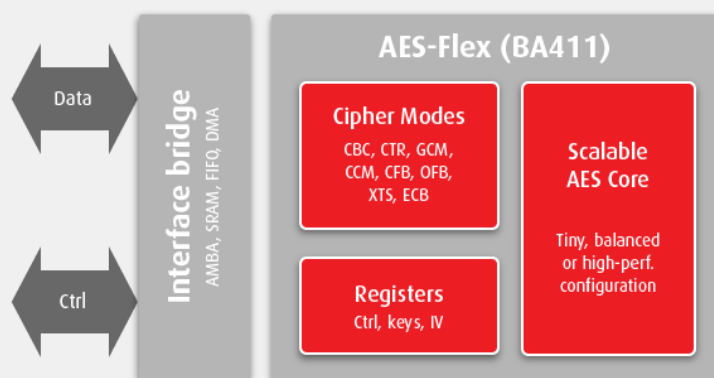 Data
Ctrl
Interface bridge
AMBA, SRAM, FIFO, DMA
AES-Flex (BA411)
Cipher Modes
CBC, CTR, GCM,
CCM, CFB, OFB,
XTS, ECB
Registers
Ctrl, keys, IV
Scalable
AES Core
Tiny, balanced
or high-perf.
configuration